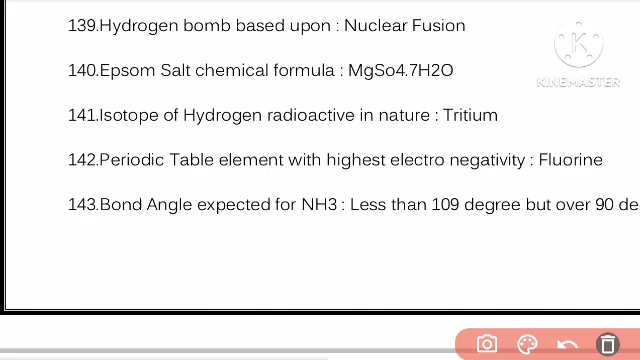 139.Hydrogen bomb based upon : Nuclear Fusion
KINEMASTER
140.Epsom Salt chemical formula : MgSo4.7H2O
141.Isotope of Hydrogen radioactive in nature : Tritium
142.Periodic Table element with highest electro negativity : Fluorine
143.Bond Angle expected for NH3 : Less than 109 degree but over 90 de